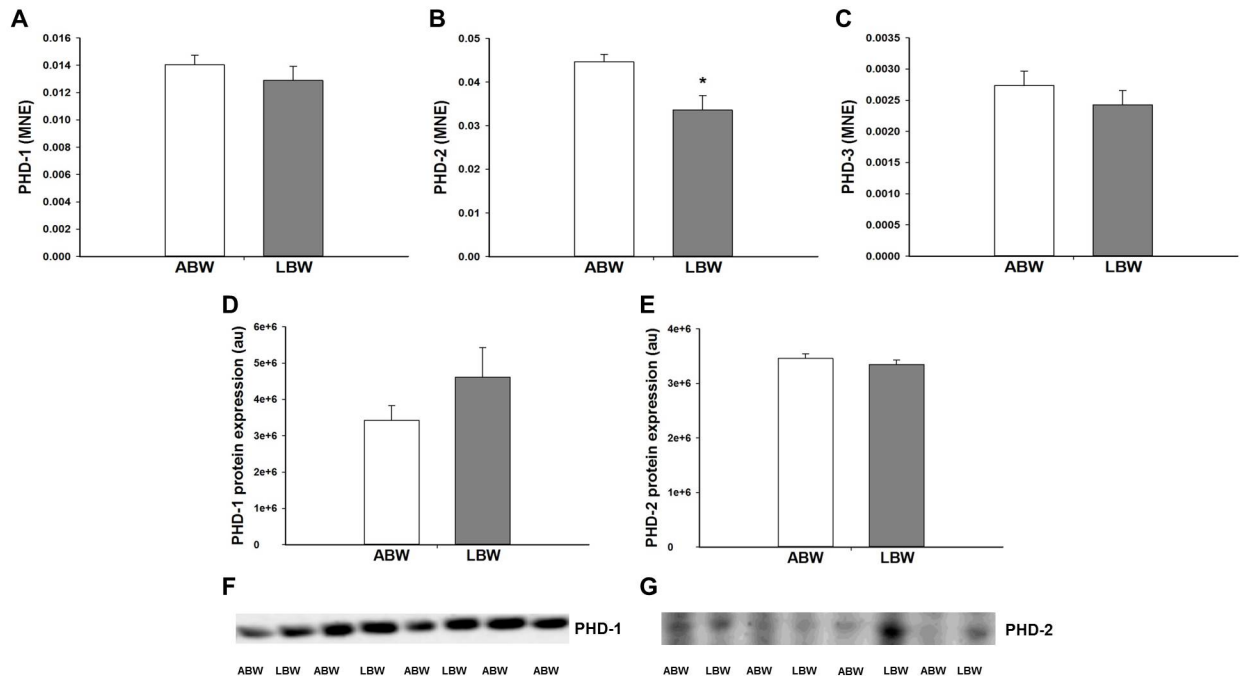 A
PHD-1 (MNE)
0.016
0.014
0.012
0.010
0.008
0.006
0.004
0.002
0.000
ABW LBW
B
PHD-2 (MNE)
0.05
0.04
0.03
0.02
0.01
0.00
*
ABW LBW
C
PHD-3 (MNE)
0.0035
0.0030
0.0025
0.0020
0.0015
0.0010
0.0005
0.0000
ABW LBW
D
PHD-1 protein expression (au)
6e+6
5e+6
4e+6
3e+6
2e+6
1e+6
0
ABW LBW
E
PHD-2 protein expression (au)
4e+6
3e+6
2e+6
1e+6
0
ABW LBW
F
PHD-1
ABW LBW ABW LBW ABW LBW ABW ABW
G
PHD-2
ABW LBW ABW LBW ABW LBW ABW LBW